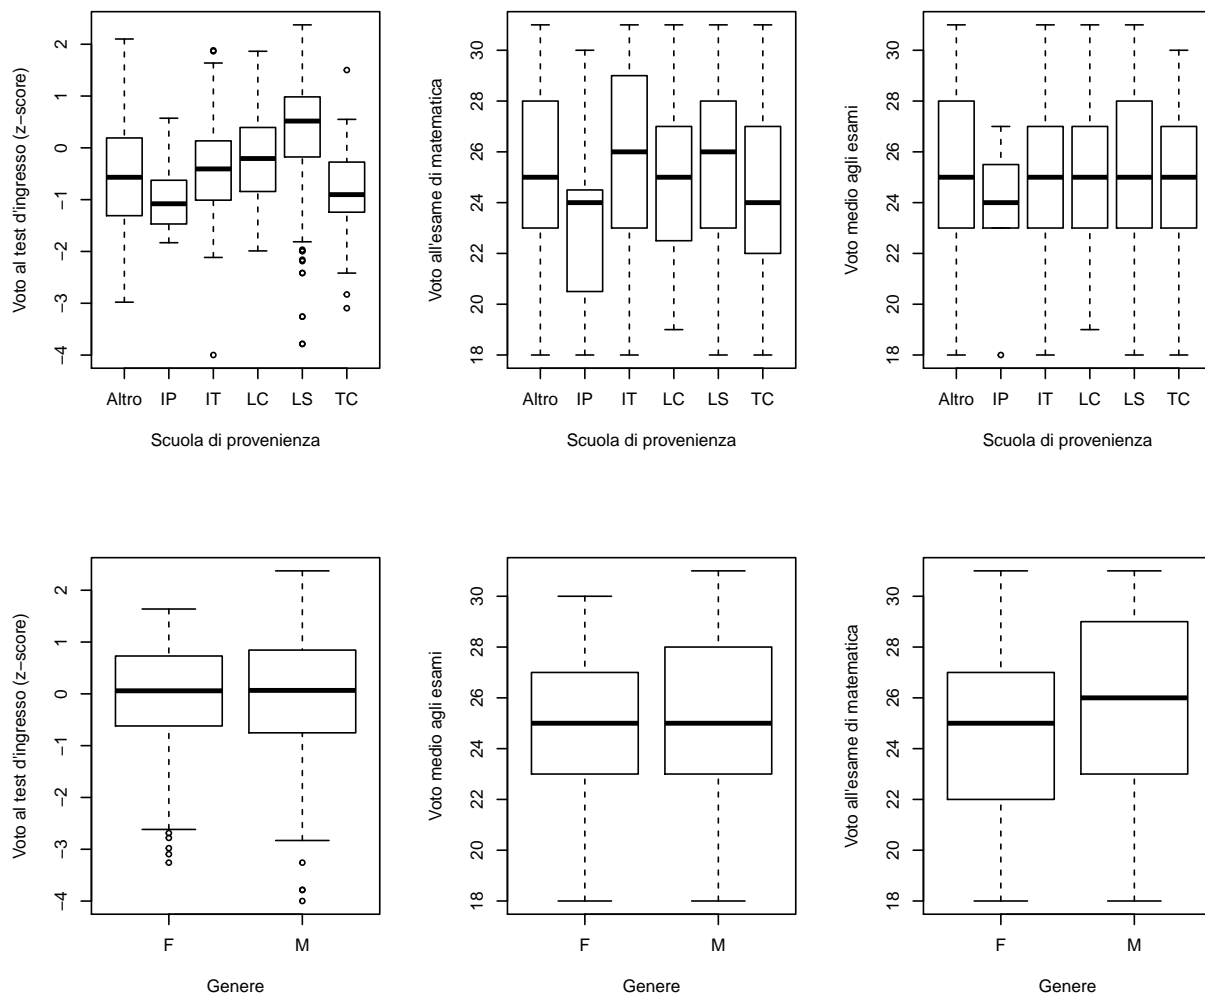 Voto al test d'ingresso (z−score)
2
1
0
−1
−2
−3
−4
Altro IP IT LC LS TC
Scuola di provenienza
Voto all'esame di matematica
30
28
26
24
22
20
18
Altro IP IT LC LS TC
Scuola di provenienza
Voto medio agli esami
30
28
26
24
22
20
18
Altro IP IT LC LS TC
Scuola di provenienza
Voto al test d'ingresso (z−score)
2
1
0
−1
−2
−3
−4
F M
Genere
Voto medio agli esami
30
28
26
24
22
20
18
F M
Genere
Voto all'esame di matematica
30
28
26
24
22
20
18
F M
Genere